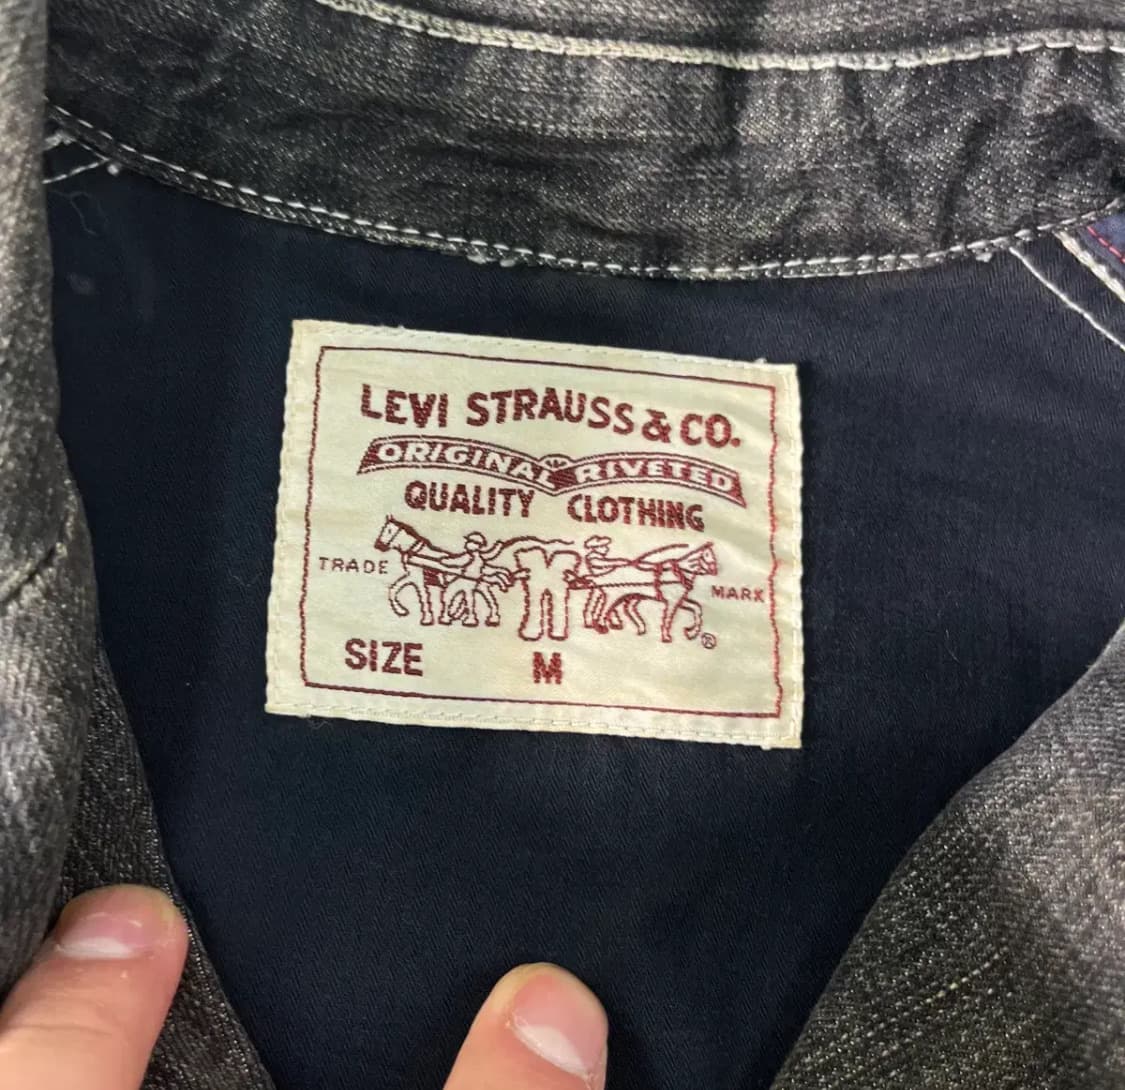 LEVI STRAUSS & CO.
ORIGINAL RIVETED
QUALITY CLOTHING
TRADE MARK
®
SIZE M